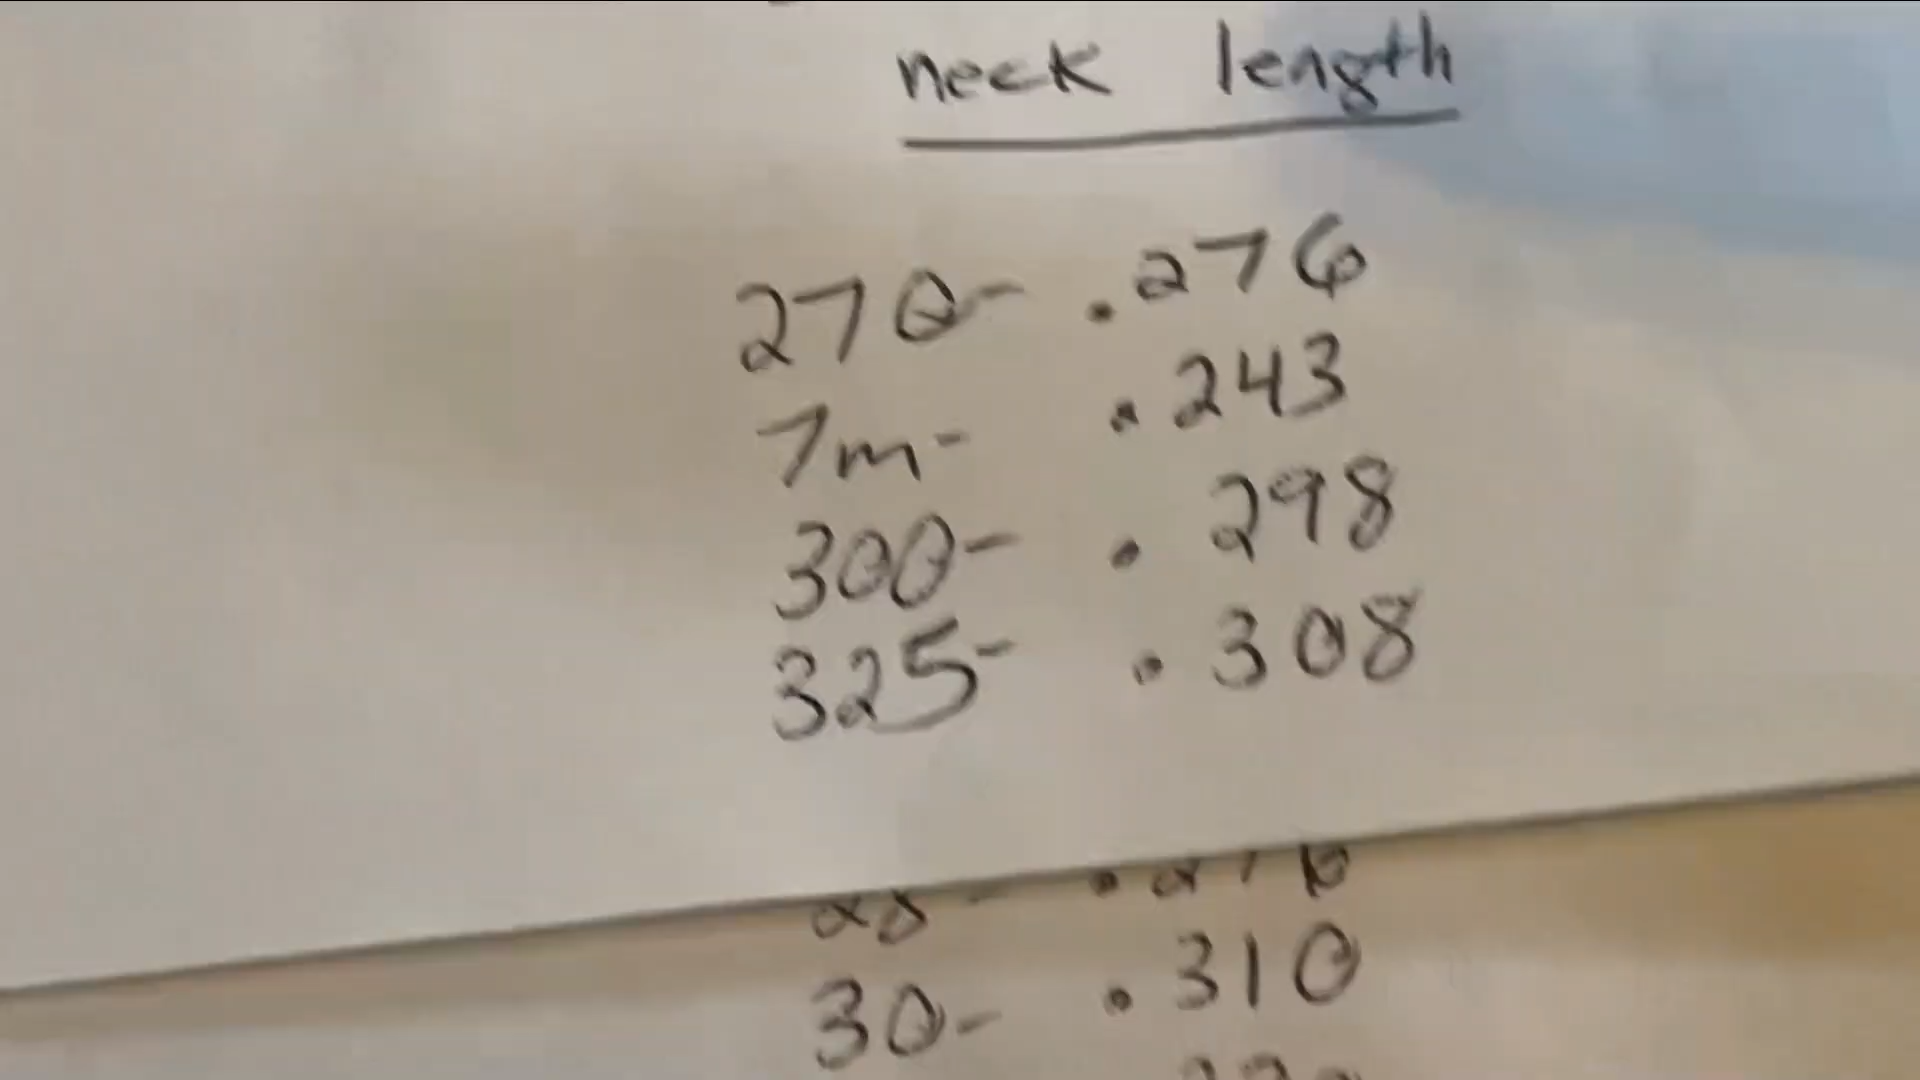 neck length
270- .276
7m- .243
300- .298
325- .308
30- .310